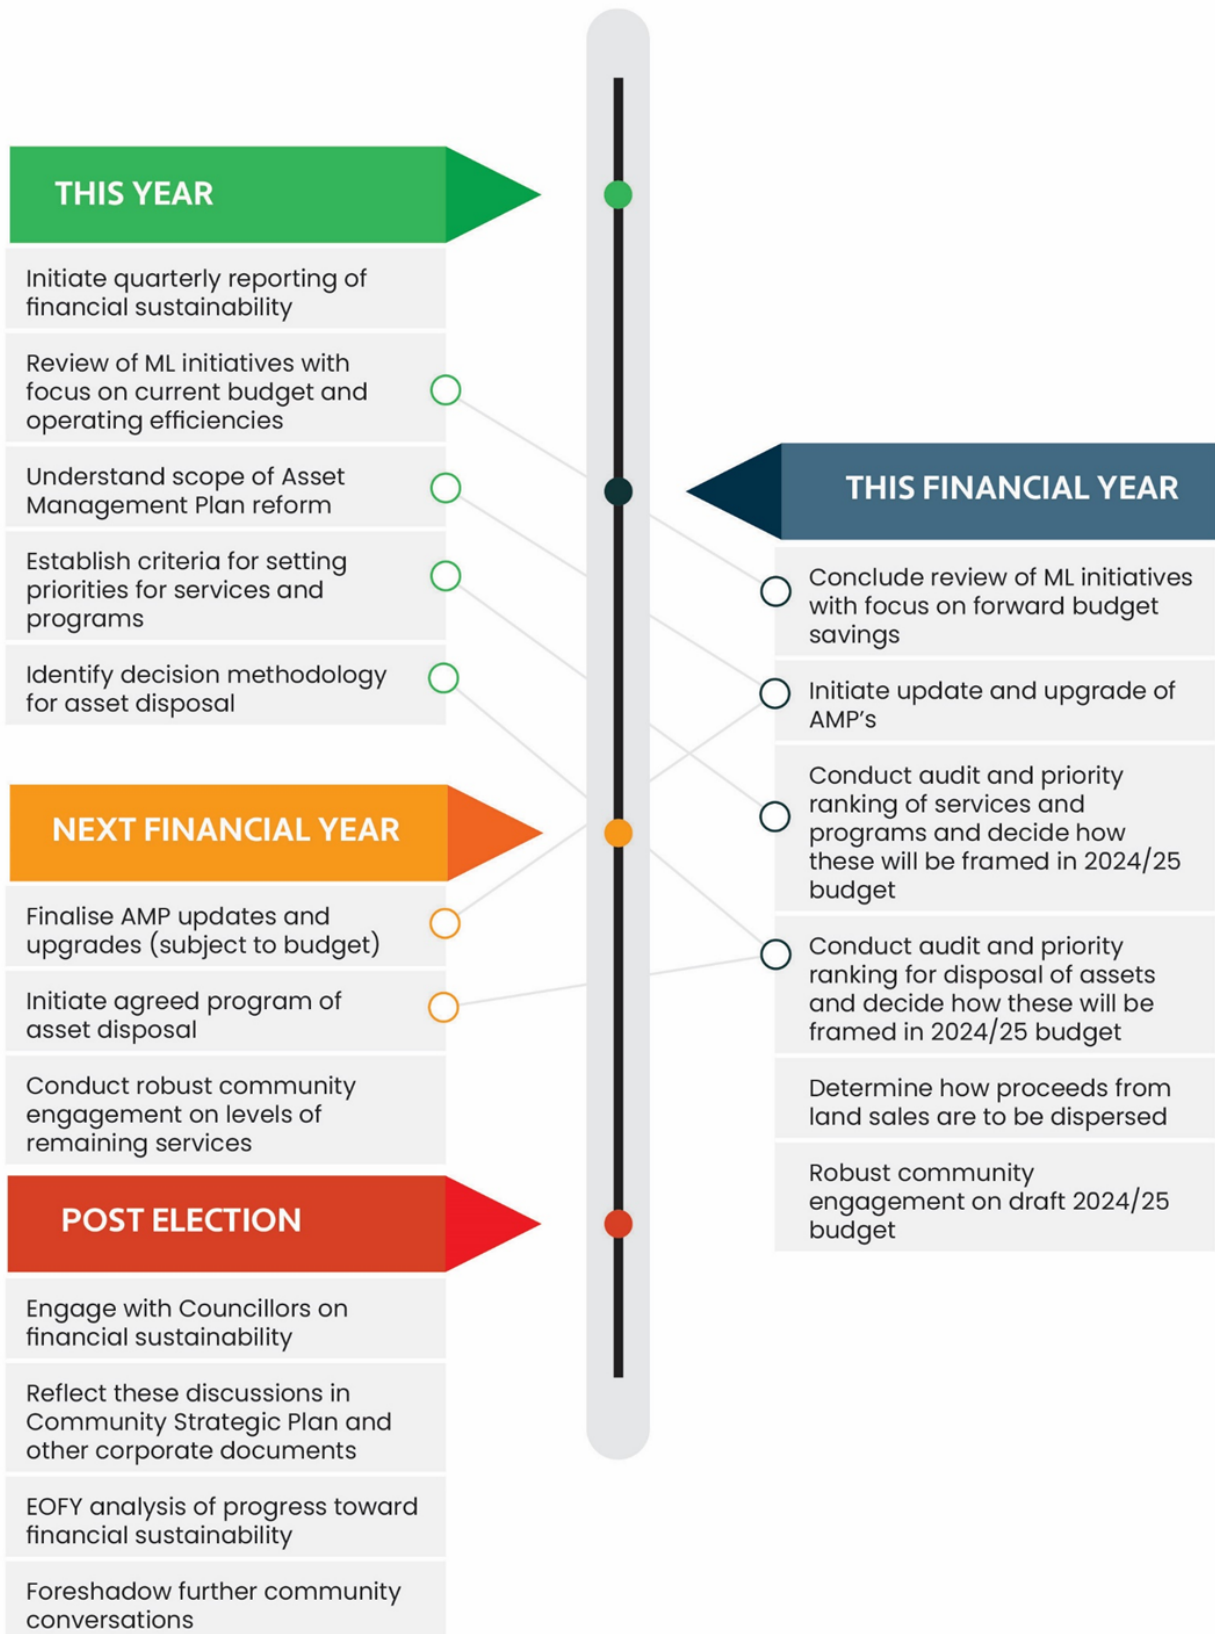 THIS YEAR
Initiate quarterly reporting of
financial sustainability
Review of ML initiatives with
focus on current budget and
operating efficiencies
Understand scope of Asset
Management Plan reform
Establish criteria for setting
priorities for services and
programs
Identify decision methodology
for asset disposal
THIS FINANCIAL YEAR
Conclude review of ML initiatives
with focus on forward budget
savings
Initiate update and upgrade of
AMP's
Conduct audit and priority
ranking of services and
programs and decide how
these will be framed in 2024/25
budget
Conduct audit and priority
ranking for disposal of assets
and decide how these will be
framed in 2024/25 budget
Determine how proceeds from
land sales are to be dispersed
Robust community
engagement on draft 2024/25
budget
NEXT FINANCIAL YEAR
Finalise AMP updates and
upgrades (subject to budget)
Initiate agreed program of
asset disposal
Conduct robust community
engagement on levels of
remaining services
POST ELECTION
Engage with Councillors on
financial sustainability
Reflect these discussions in
Community Strategic Plan and
other corporate documents
EOFY analysis of progress toward
financial sustainability
Foreshadow further community
conversations